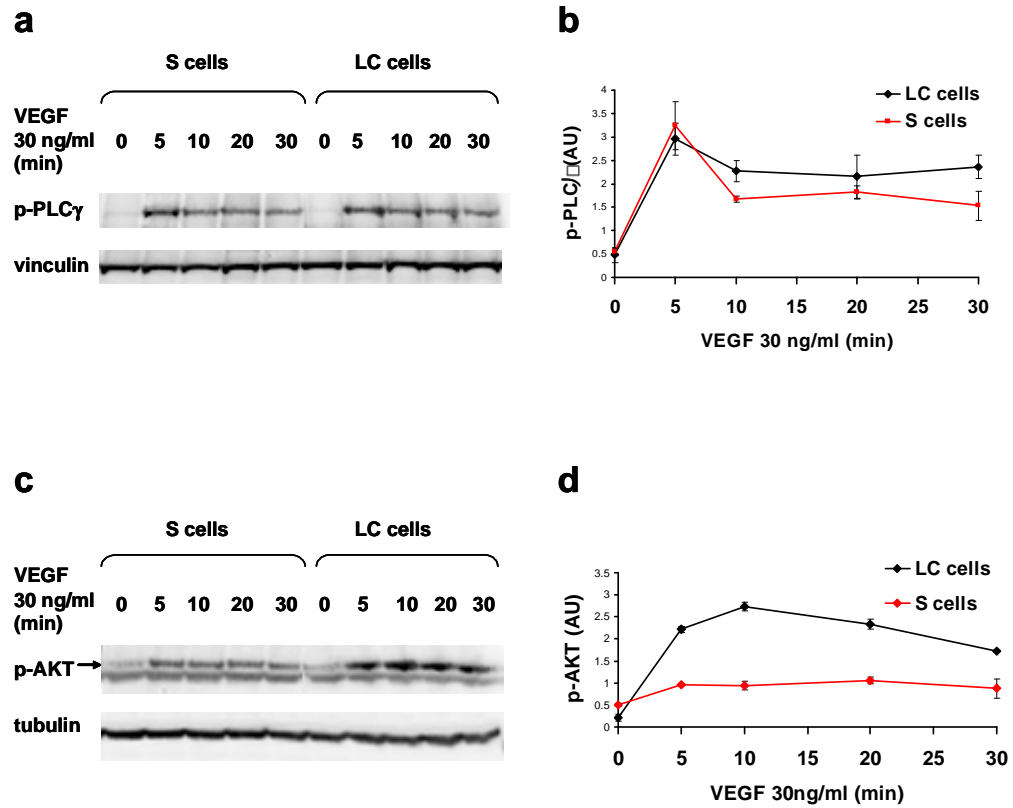 a
S cells LC cells
VEGF
30 ng/ml 0 5 10 20 30 0 5 10 20 30
(min)
p-PLCγ
vinculin
b
LC cells
S cells
4
3.5
3
2.5
2
1.5
1
0.5
0
(AU)
0 5 10 15 20 25 30
VEGF 30 ng/ml (min)
c
S cells LC cells
VEGF
30 ng/ml 0 5 10 20 30 0 5 10 20 30
(min)
p-AKT
tubulin
d
LC cells
S cells
3.5
3
2.5
2
1.5
1
0.5
0
p-AKT (AU)
0 5 10 15 20 25 30
VEGF 30ng/ml (min)